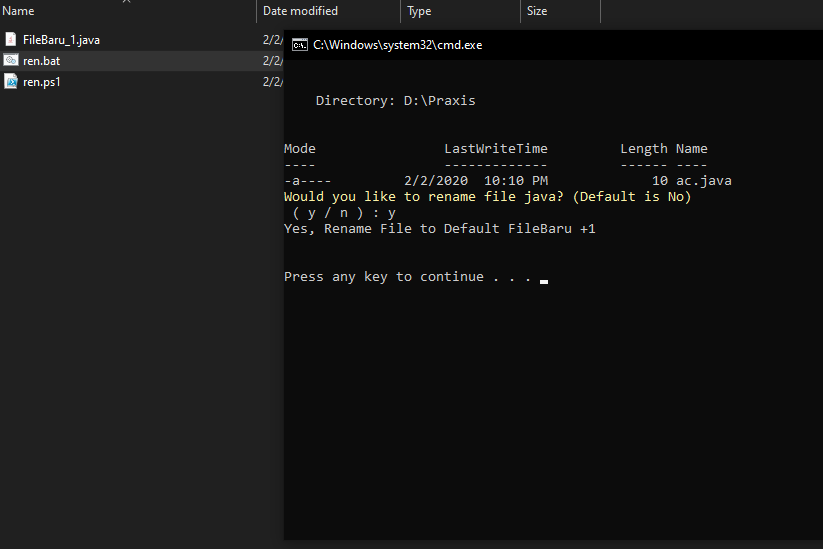 Name Date modified Type Size
FileBaru_1.java 2/2/
ren.bat 2/2/
ren.ps1 2/2/
C:\Windows\system32\cmd.exe
Directory: D:\Praxis
Mode LastWriteTime Length Name
---- ------------- ------ ----
-a---- 2/2/2020 10:10 PM 10 ac.java
Would you like to rename file java? (Default is No)
( y / n ) : y
Yes, Rename File to Default FileBaru +1
Press any key to continue . . .